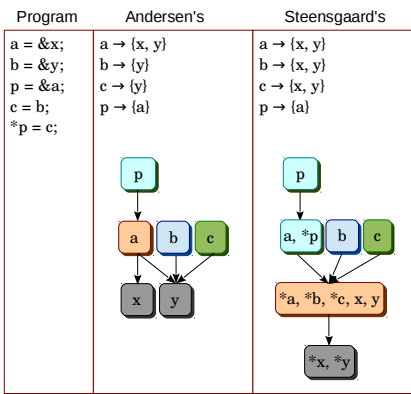 Program
Andersen's
Steensgaard's
a = &x;
b = &y;
p = &a;
c = b;
*p = c;
a → {x, y}
b → {y}
c → {y}
p → {a}
p
a
b
c
x
y
a → {x, y}
b → {x, y}
c → {x, y}
p → {a}
p
a, *p
b
c
*a, *b, *c, x, y
*x, *y